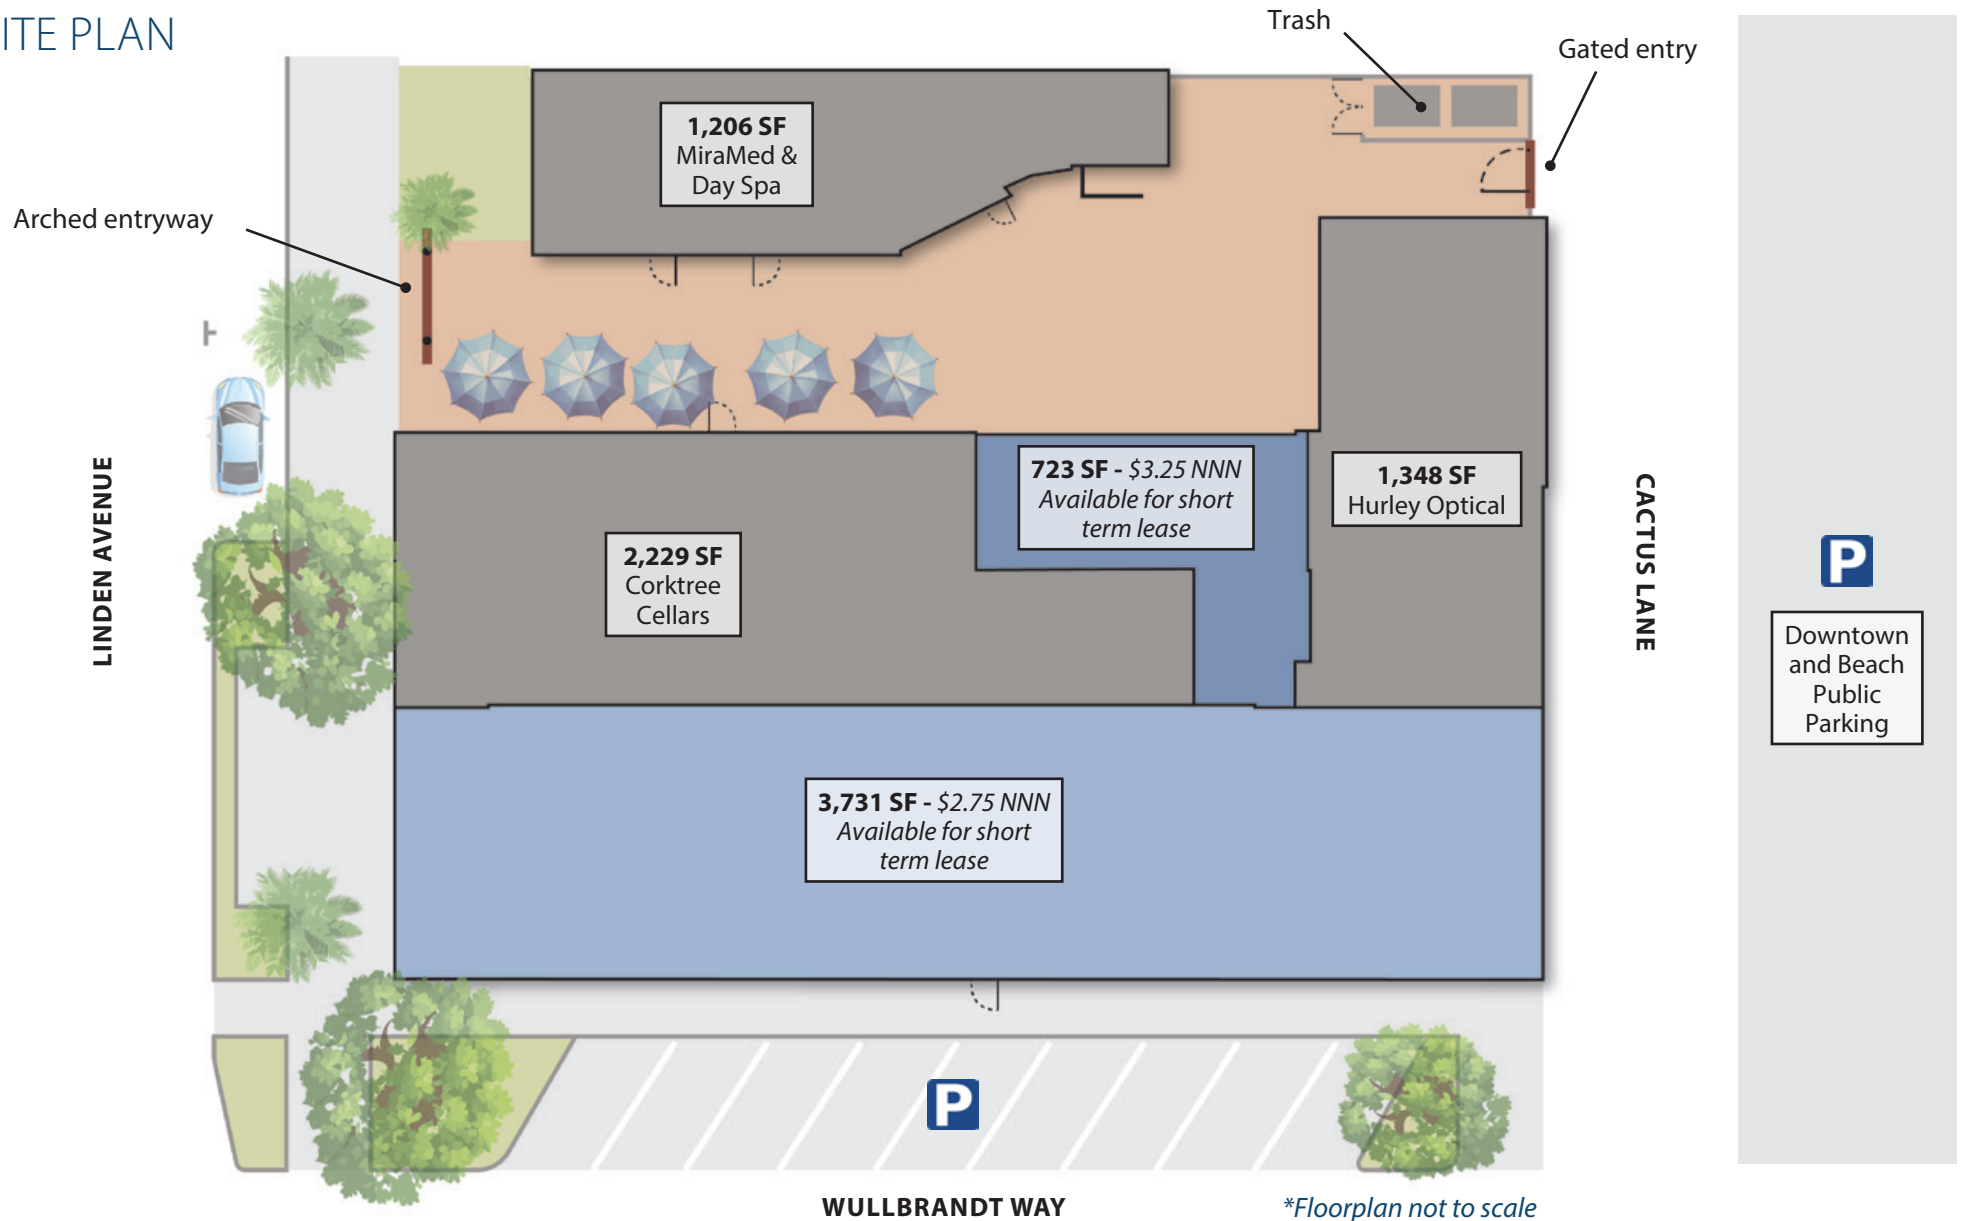 ITE PLAN
Trash
Gated entry
1,206 SF
MiraMed &
Day Spa
Arched entryway
723 SF - $3.25 NNN
Available for short
term lease
1,348 SF
Hurley Optical
2,229 SF
Corktree
Cellars
LINDEN AVENUE
CACTUS LANE
P
Downtown
and Beach
Public
Parking
3,731 SF - $2.75 NNN
Available for short
term lease
P
WULLBRANDT WAY
*Floorplan not to scale